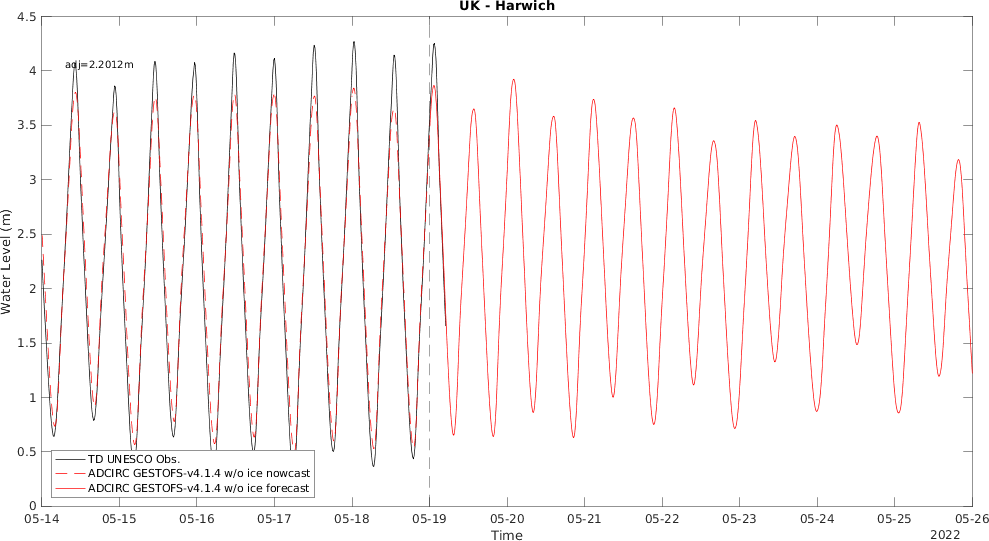 UK - Harwich
4.5
4
3.5
3
2.5
2
1.5
1
0.5
0
Water Level (m)
adj=2.2012m
TD UNESCO Obs.
ADCIRC GESTOFS-v4.1.4 w/o ice nowcast
ADCIRC GESTOFS-v4.1.4 w/o ice forecast
05-14 05-15 05-16 05-17 05-18 05-19 05-20 05-21 05-22 05-23 05-24 05-25 05-26
Time
2022